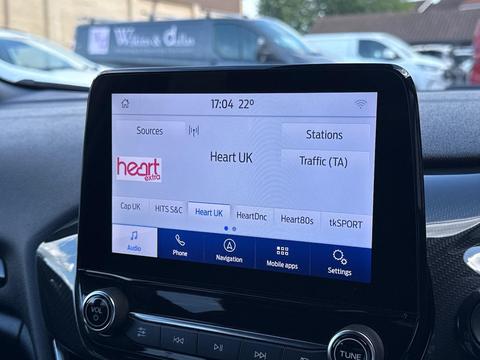 17:04 22º
Sources
Stations
Heart UK
Traffic (TA)
heart
extra
Cap UK HITS S&C Heart UK HeartDnc Heart80s tkSPORT
Audio Phone Navigation Mobile apps Settings
VOL
TUNE